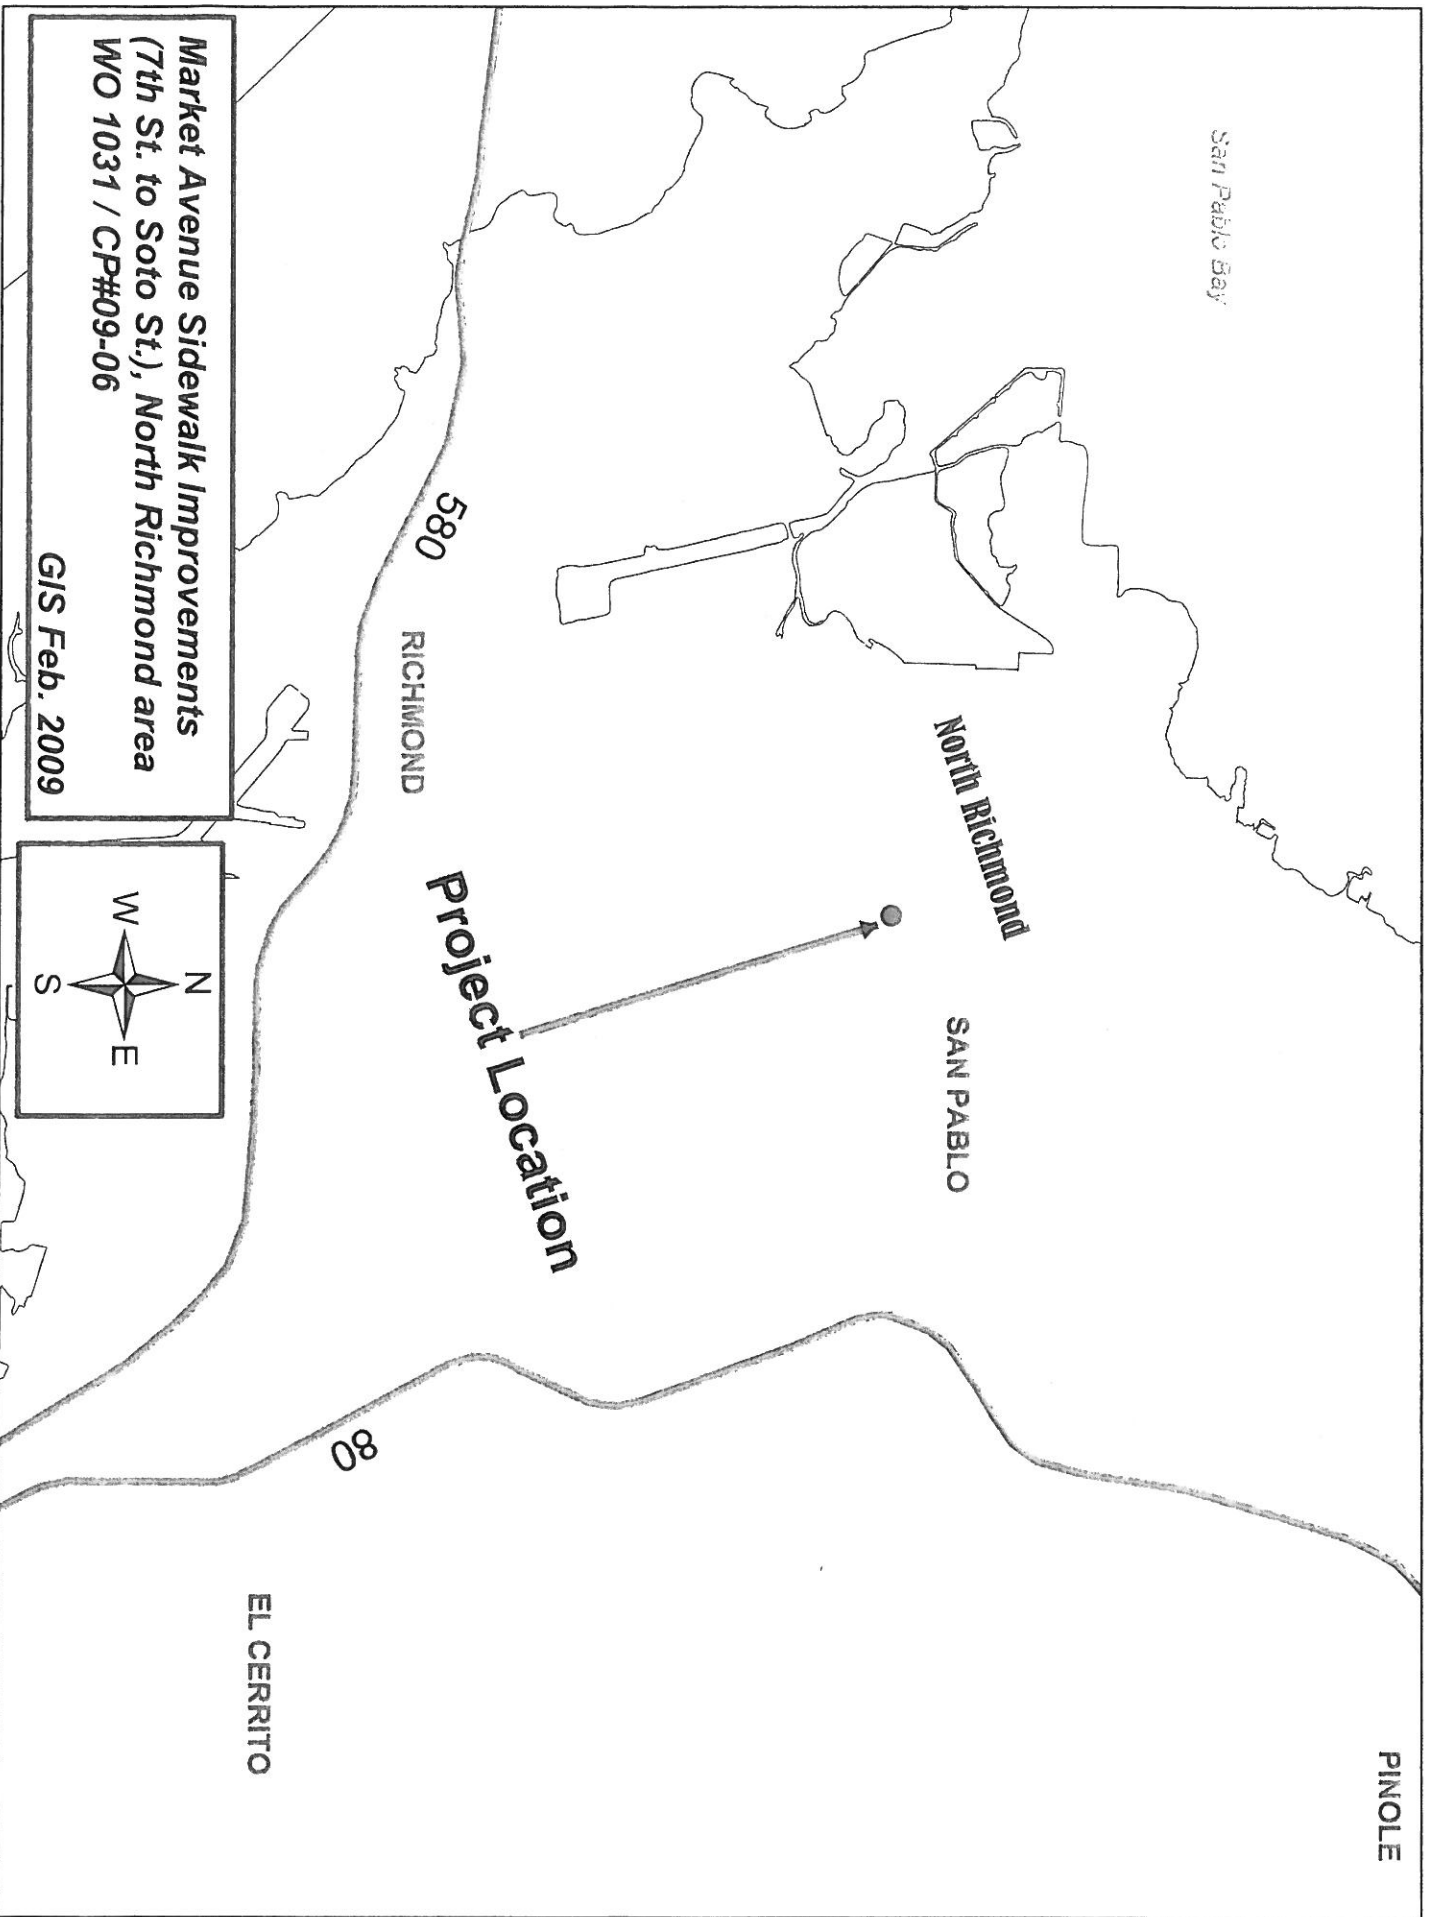 San Pablo Bay
PINOLE
North Richmond
SAN PABLO
580
RICHMOND
Project Location
80
EL CERRITO
Market Avenue Sidewalk Improvements
(7th St. to Soto St.), North Richmond area
WO 1031 / CP#09-06
GIS Feb. 2009
N
W
E
S